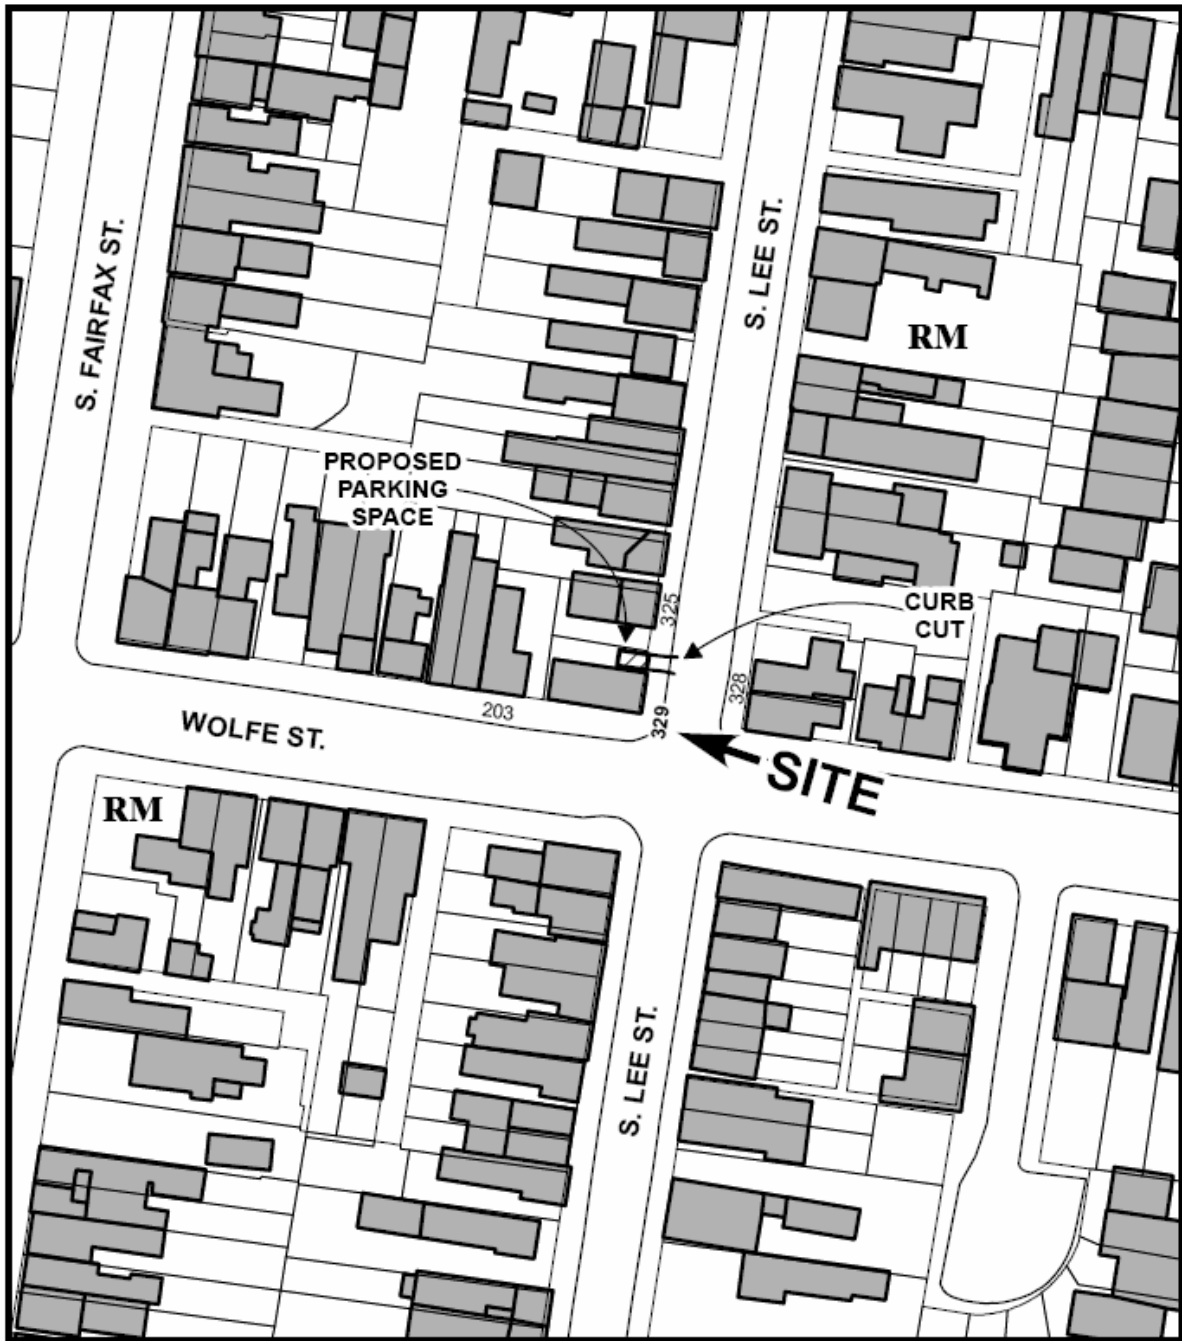 S. FAIRFAX ST.
S. LEE ST.
RM
PROPOSED
PARKING
SPACE
325
CURB
CUT
328
203
329
WOLFE ST.
SITE
RM
S. LEE ST.